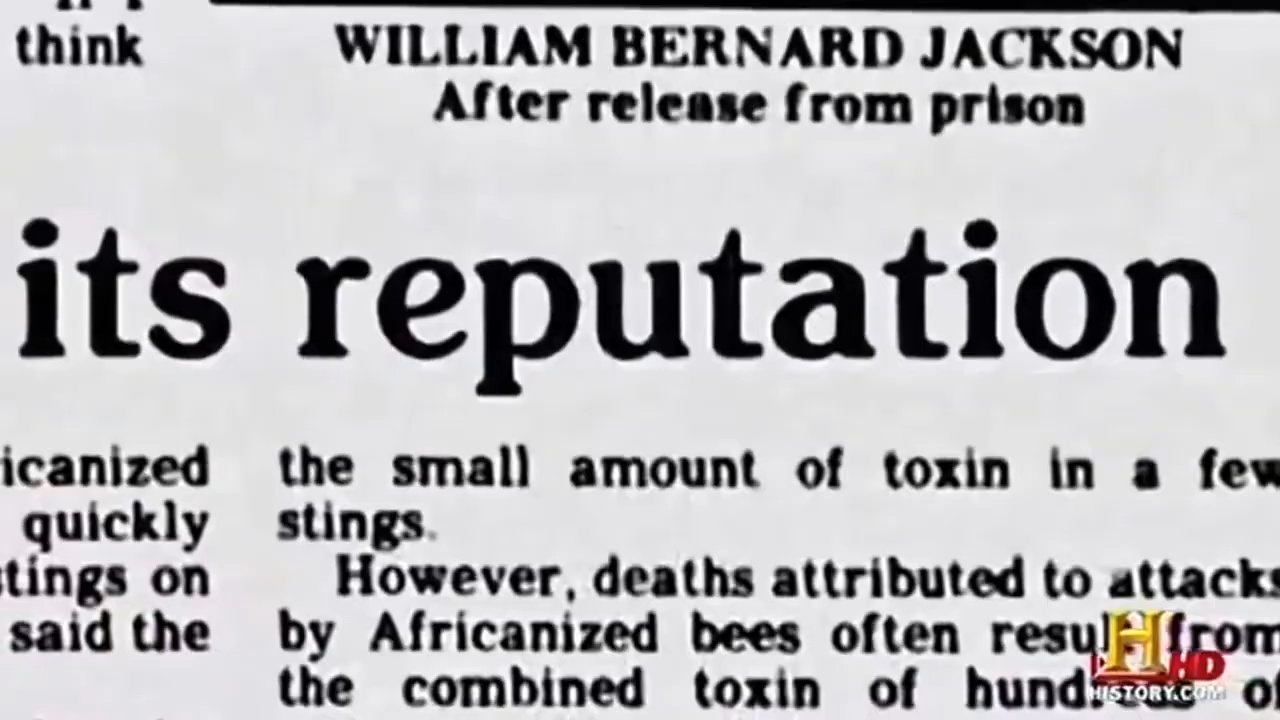 think
WILLIAM BERNARD JACKSON
After release from prison
its reputation
icanized
quickly
tings on
said the
the small amount of toxin in a few
stings.
However, deaths attributed to attacks
by Africanized bees often resul from
the combined toxin of hund of
H HD
HISTORY.COM